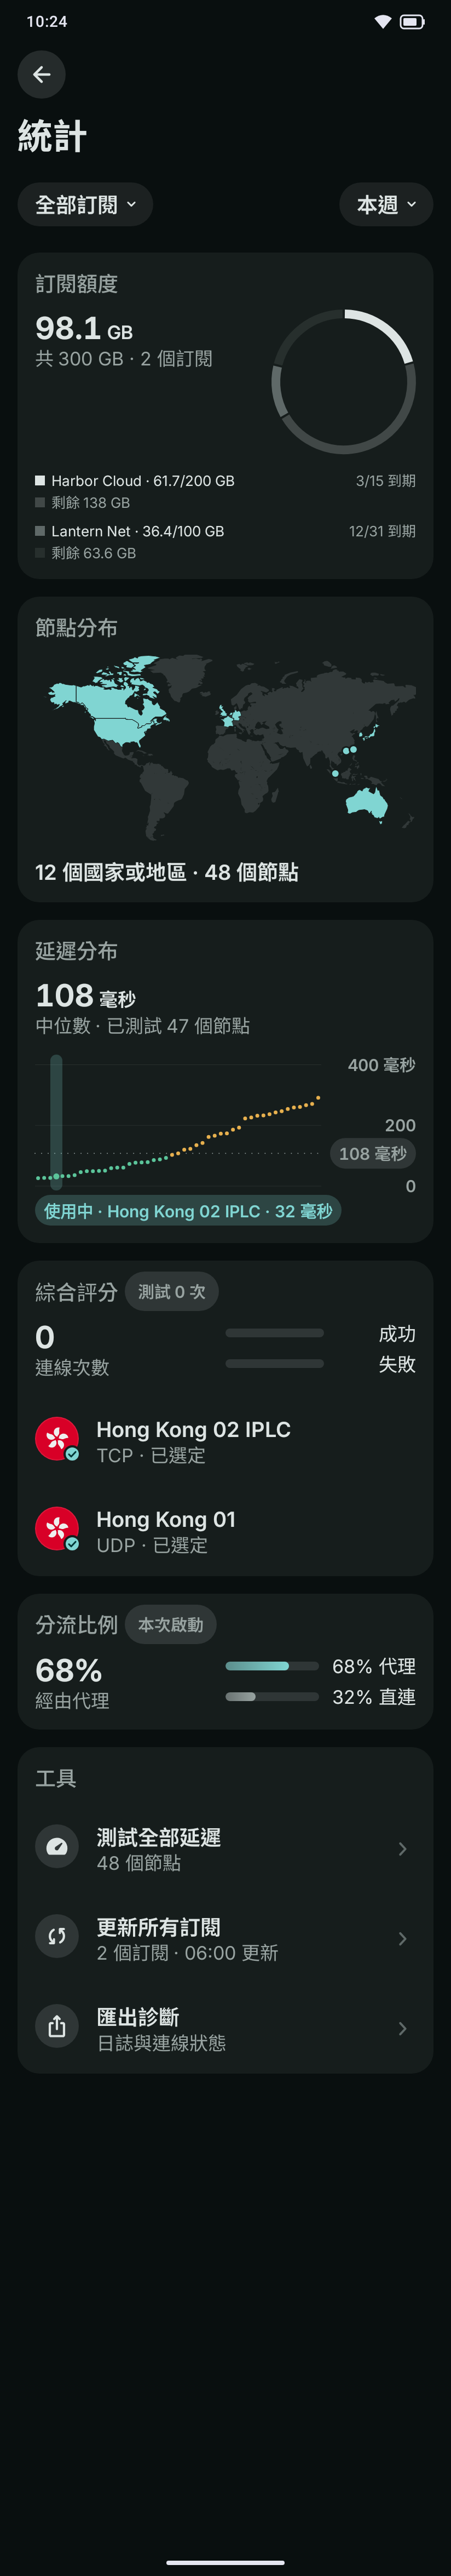 10:24
統計
全部訂閱
本週
訂閱額度
98.1 GB
共 300 GB · 2 個訂閱
Harbor Cloud · 61.7/200 GB
3/15 到期
剩餘 138 GB
Lantern Net · 36.4/100 GB
12/31 到期
剩餘 63.6 GB
節點分布
12 個國家或地區 · 48 個節點
延遲分布
108 毫秒
中位數 · 已測試 47 個節點
400 毫秒
200
108 毫秒
0
使用中 · Hong Kong 02 IPLC · 32 毫秒
綜合評分
測試 0 次
0
連線次數
成功
失敗
Hong Kong 02 IPLC
TCP · 已選定
Hong Kong 01
UDP · 已選定
分流比例
本次啟動
68%
經由代理
68% 代理
32% 直連
工具
測試全部延遲
48 個節點
更新所有訂閱
2 個訂閱 · 06:00 更新
匯出診斷
日誌與連線狀態